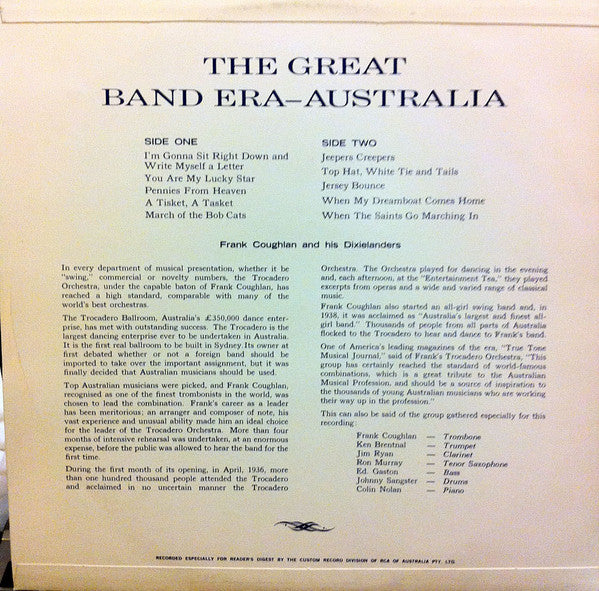 THE GREAT
BAND ERA–AUSTRALIA
SIDE ONE
I'm Gonna Sit Right Down and
Write Myself a Letter
You Are My Lucky Star
Pennies From Heaven
A Tisket, A Tasket
March of the Bob Cats
SIDE TWO
Jeepers Creepers
Top Hat, White Tie and Tails
Jersey Bounce
When My Dreamboat Comes Home
When The Saints Go Marching In
Frank Coughlan and his Dixielanders
In every department of musical presentation, whether it be
"swing," commercial or novelty numbers, the Trocadero
Orchestra, under the capable baton of Frank Coughlan, has
reached a high standard, comparable with many of the
world's best orchestras.
The Trocadero Ballroom, Australia's £350,000 dance enter-
prise, has met with outstanding success. The Trocadero is the
largest dancing enterprise ever to be undertaken in Australia.
It is the first real ballroom to be built in Sydney. Its owner at
first debated whether or not a foreign band should be
imported to take over the important assignment, but it was
finally decided that Australian musicians should be used.
Top Australian musicians were picked, and Frank Coughlan,
recognised as one of the finest trombonists in the world, was
chosen to lead the combination. Frank's career as a leader
has been meritorious; an arranger and composer of note, his
vast experience and unusual ability made him an ideal choice
for the leader of the Trocadero Orchestra. More than four
months of intensive rehearsal was undertaken, at an enormous
expense, before the public was allowed to hear the band for the
first time.
During the first month of its opening, in April, 1936, more
than one hundred thousand people attended the Trocadero
and acclaimed in no uncertain manner the Trocadero
Orchestra. The Orchestra played for dancing in the evening
and, each afternoon, at the "Entertainment Tea," they played
excerpts from operas and a wide and varied range of classical
music.
Frank Coughlan also started an all-girl swing band and, in
1938, it was acclaimed as "Australia's largest and finest all-
girl band." Thousands of people from all parts of Australia
flocked to the Trocadero to hear and dance to Frank's band.
One of America's leading magazines of the era, "True Tone
Musical Journal," said of Frank's Trocadero Orchestra, "This
group has certainly reached the standard of world-famous
combinations, which is a great tribute to the Australian
Musical Profession, and should be a source of inspiration to
the thousands of young Australian musicians who are working
their way up in the profession."
This can also be said of the group gathered especially for this
recording
Frank Coughlan — Trombone
Ken Brentnal — Trumpet
Jim Ryan — Clarinet
Ron Murray — Tenor Saxophone
Ed. Gaston — Bass
Johnny Sangster — Drums
Colin Nolan — Piano
RECORDED ESPECIALLY FOR READER'S DIGEST BY THE CUSTOM RECORD DIVISION OF RCA OF AUSTRALIA PTY. LTD.